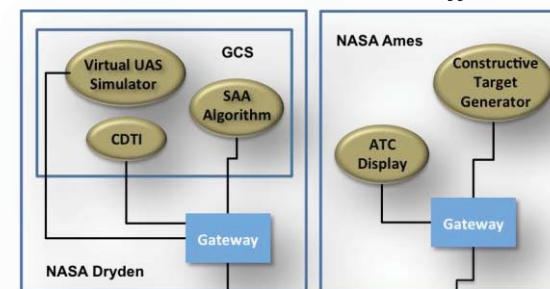 GCS
Virtual UAS
Simulator
SAA
Algorithm
CDTI
Gateway
NASA Dryden
NASA Ames
Constructive
Target
Generator
ATC
Display
Gateway